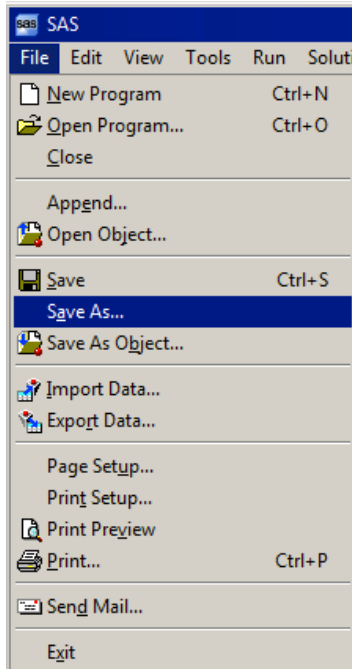 sas SAS
File Edit View Tools Run Soluti
New Program Ctrl+N
Open Program... Ctrl+O
Close
Append...
Open Object...
Save Ctrl+S
Save As...
Save As Object...
Import Data...
Export Data...
Page Setup...
Print Setup...
Print Preview
Print... Ctrl+P
Send Mail...
Exit